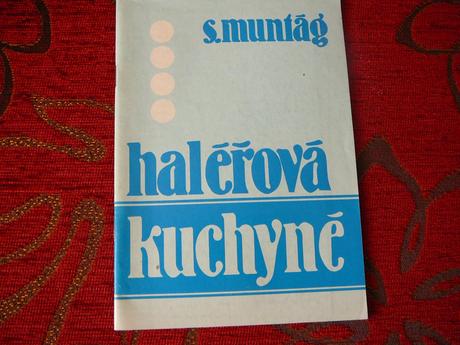 s.muntág
haléřová
kuchyně